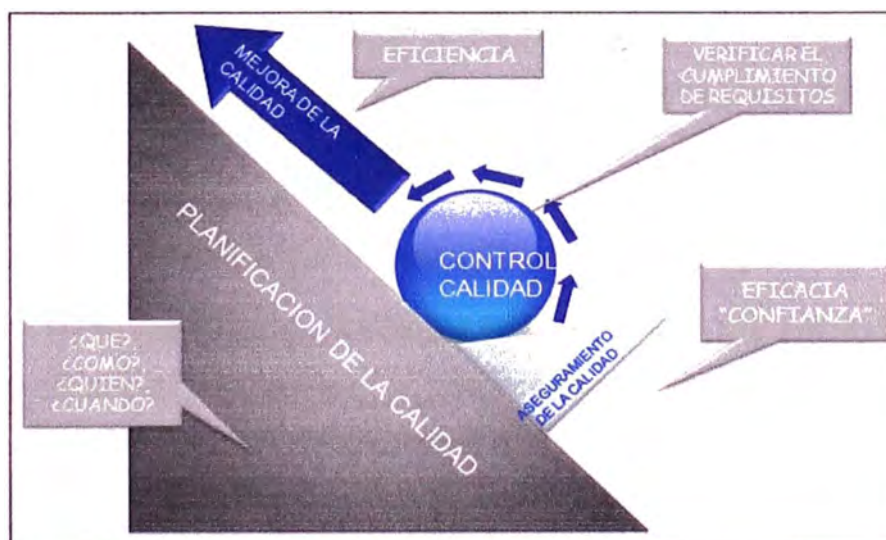 MEJORA DE LA
CALIDAD
EFICIENCIA
VERIFICAR EL
CUMPLIMIENTO
DE REQUISITOS
CONTROL
CALIDAD
PLANIFICACION DE LA CALIDAD
EFICACIA
"CONFIANZA"
¿QUE?,
¿COMO?,
¿QUIEN?,
¿CUANDO?
ASEGURAMIENTO
DE LA CALIDAD